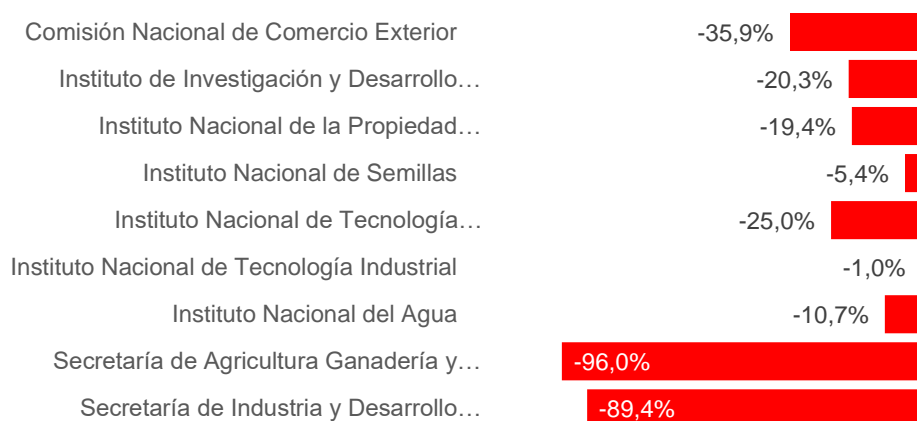 Comisión Nacional de Comercio Exterior -35,9%
Instituto de Investigación y Desarrollo… -20,3%
Instituto Nacional de la Propiedad… -19,4%
Instituto Nacional de Semillas -5,4%
Instituto Nacional de Tecnología… -25,0%
Instituto Nacional de Tecnología Industrial -1,0%
Instituto Nacional del Agua -10,7%
Secretaría de Agricultura Ganadería y… -96,0%
Secretaría de Industria y Desarrollo… -89,4%